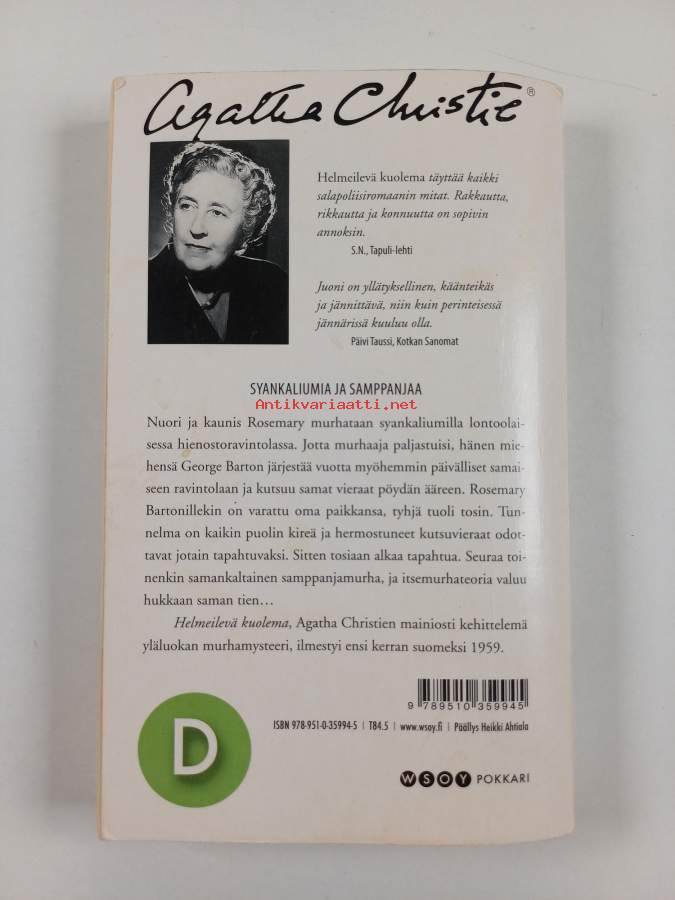 Agatha Christie®
Helmeilevä kuolema täyttää kaikki
salapoliisiromaanin mitat. Rakkautta,
rikkautta ja konnuutta on sopivin
annoksin.
S.N., Tapuli-lehti
Juoni on yllätyksellinen, käänteikäs
ja jännittävä, niin kuin perinteisessä
jännärissä kuuluu olla.
Päivi Taussi, Kotkan Sanomat
SYANKALIUMIA JA SAMPPANJAA
Antikvariaatti.net
Nuori ja kaunis Rosemary murhataan syankaliumilla lontoolai-
sessa hienostoravintolassa. Jotta murhaaja paljastuisi, hänen mie-
hensä George Barton järjestää vuotta myöhemmin päivälliset samai-
seen ravintolaan ja kutsuu samat vieraat pöydän ääreen. Rosemary
Bartonillekin on varattu oma paikkansa, tyhjä tuoli tosin. Tun-
nelma on kaikin puolin kireä ja hermostuneet kutsuvieraat odot-
tavat jotain tapahtuvaksi. Sitten tosiaan alkaa tapahtua. Seuraa toi-
nenkin samankaltainen samppanjamurha, ja itsemurhateoria valuu
hukkaan saman tien…
Helmeilevä kuolema, Agatha Christien mainiosti kehittelemä
yläluokan murhamysteeri, ilmestyi ensi kerran suomeksi 1959.
9 789510 359945
ISBN 978-951-0-35994-5 | T84.5 | www.wsoy.fi | Päällys Heikki Ahtiala
D
WSOY POKKARI